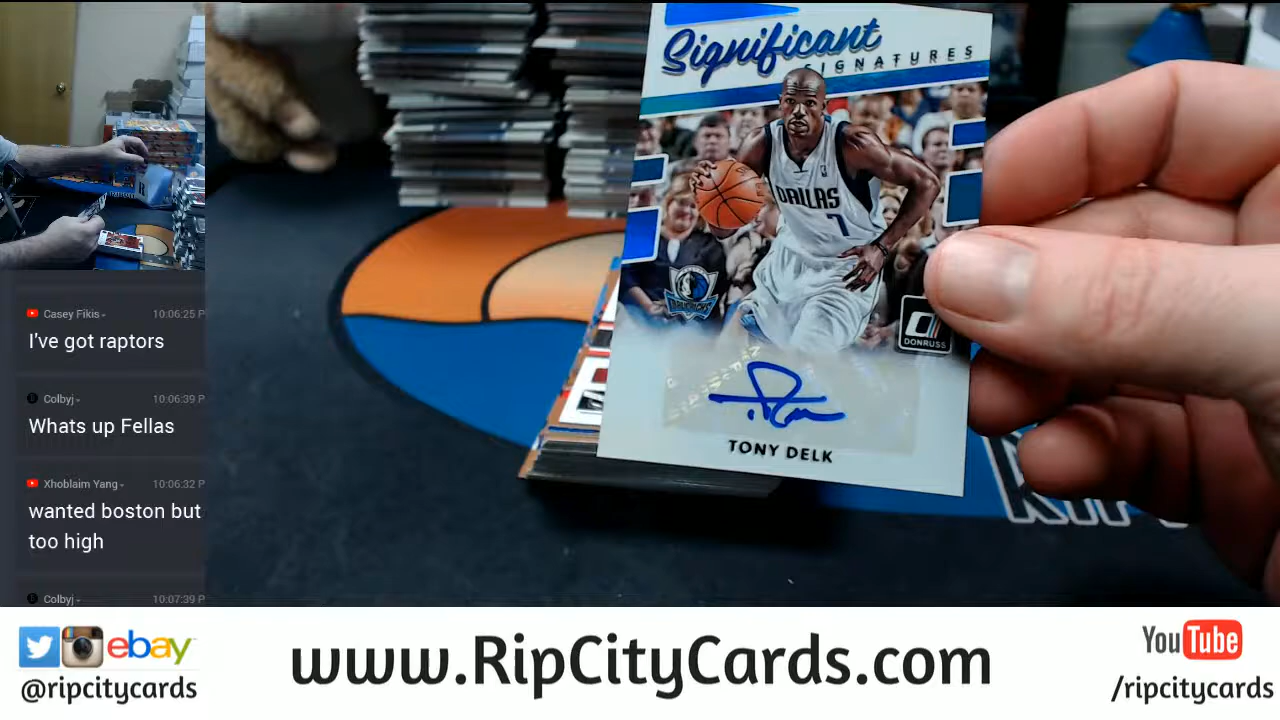 Significant
SIGNATURES
DALLAS
7
DONRUSS
TONY DELK
Casey Fikis
10:06:25 P
I've got raptors
Colbyj
10:06:39 P
Whats up Fellas
Xhoblaim Yang
10:06:32 P
wanted boston but
too high
Colbyj
10:07:39 P
ebay
@ripcitycards
www.RipCityCards.com
YouTube
/ripcitycards